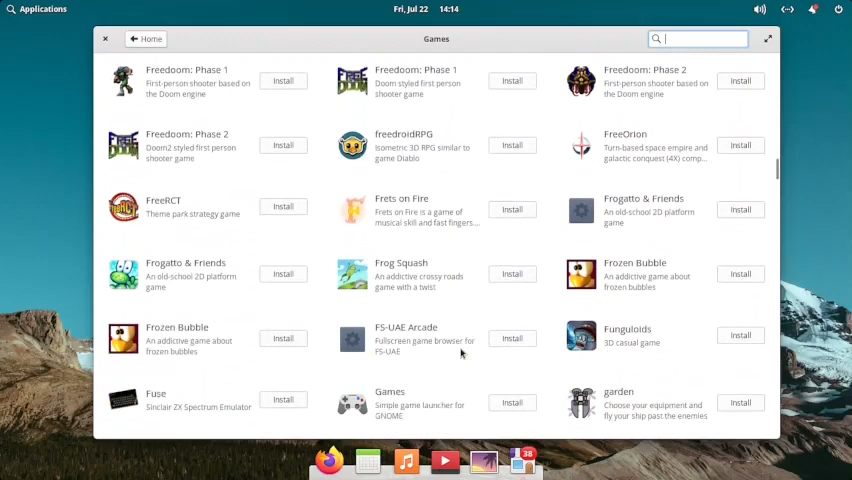 Applications
Fri, Jul 22 14:14
Home
Games
Freedoom: Phase 1
First-person shooter based on
the Doom engine
Install
Freedoom: Phase 1
Doom styled first person
shooter game
Install
Freedoom: Phase 2
First-person shooter based on
the Doom engine
Install
Freedoom: Phase 2
Doom2 styled first person
shooter game
Install
freedroidRPG
Isometric 3D RPG similar to
game Diablo
Install
FreeOrion
Turn-based space empire and
galactic conquest (4X) comp...
Install
FreeRCT
Theme park strategy game
Install
Frets on Fire
Frets on Fire is a game of
musical skill and fast fingers...
Install
Frogatto & Friends
An old-school 2D platform
game
Install
Frogatto & Friends
An old-school 2D platform
game
Install
Frog Squash
An addictive crossy roads
game with a twist
Install
Frozen Bubble
An addictive game about
frozen bubbles
Install
Frozen Bubble
An addictive game about
frozen bubbles
Install
FS-UAE Arcade
Fullscreen game browser for
FS-UAE
Install
Funguloids
3D casual game
Install
Fuse
Sinclair ZX Spectrum Emulator
Install
Games
Simple game launcher for
GNOME
Install
garden
Choose your equipment and
fly your ship past the enemies
Install
38